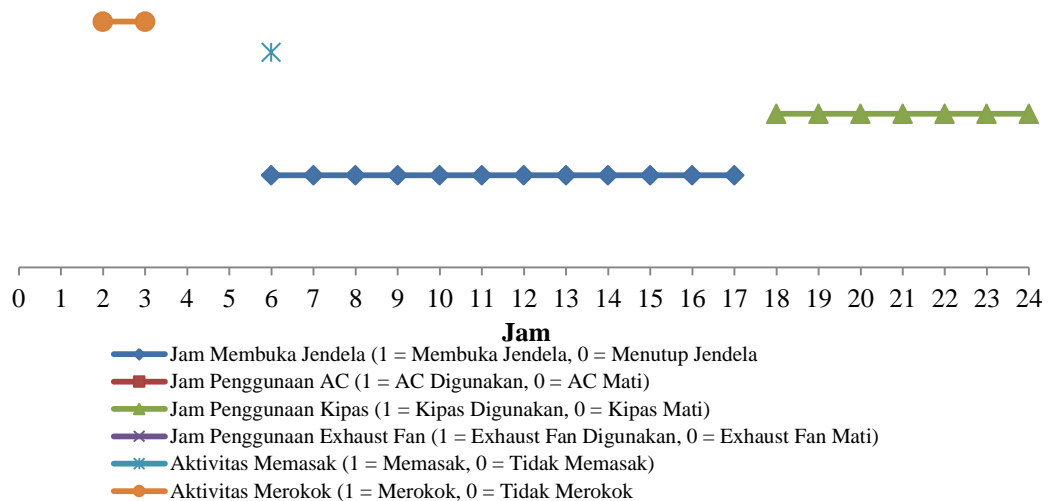 0 1 2 3 4 5 6 7 8 9 10 11 12 13 14 15 16 17 18 19 20 21 22 23 24
Jam
Jam Membuka Jendela (1 = Membuka Jendela, 0 = Menutup Jendela
Jam Penggunaan AC (1 = AC Digunakan, 0 = AC Mati)
Jam Penggunaan Kipas (1 = Kipas Digunakan, 0 = Kipas Mati)
Jam Penggunaan Exhaust Fan (1 = Exhaust Fan Digunakan, 0 = Exhaust Fan Mati)
Aktivitas Memasak (1 = Memasak, 0 = Tidak Memasak)
Aktivitas Merokok (1 = Merokok, 0 = Tidak Merokok